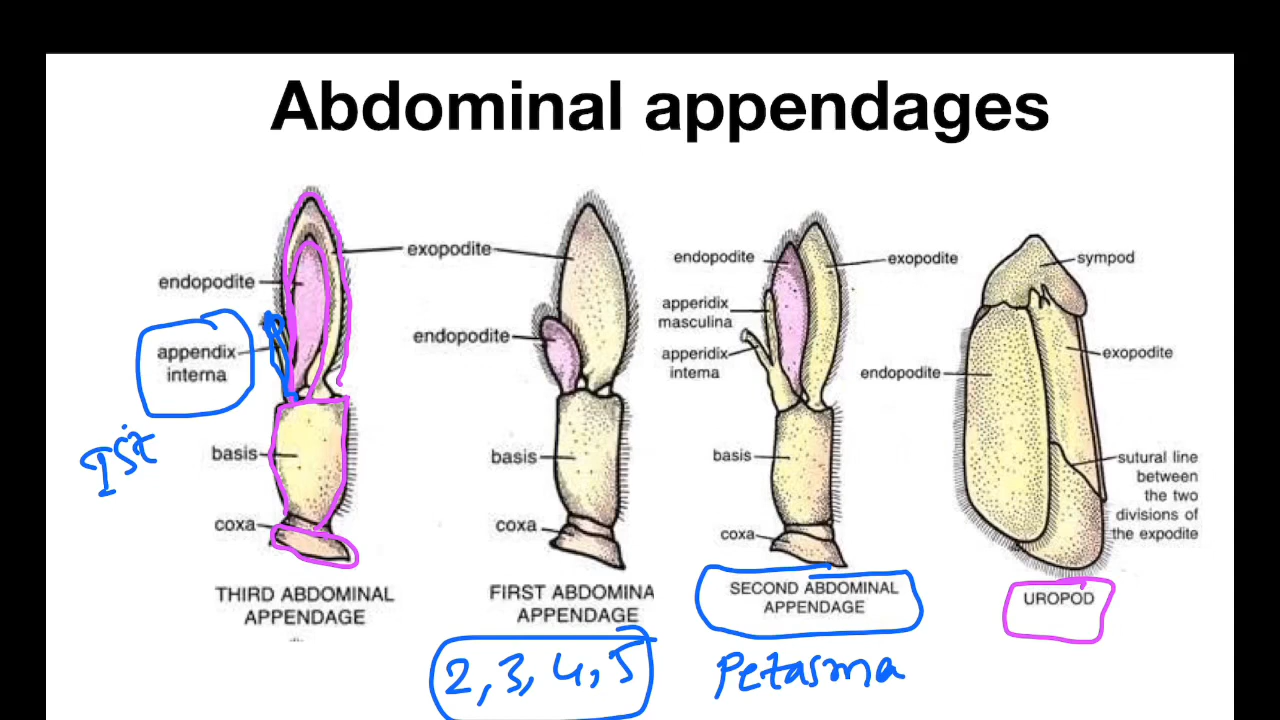 Abdominal appendages
exopodite
endopodite
appendix
interna
basis
coxa
THIRD ABDOMINAL
APPENDAGE
endopodite
basis
coxa
FIRST ABDOMINA
APPENDAGE
2, 3, 4, 5
endopodite
exopodite
apperidix
masculina
apperidix
interna
basis
coxa
SECOND ABDOMINAL
APPENDAGE
Petasma
sympod
exopodite
endopodite
sutural line
between
the two
divisions of
the expodite
UROPOD